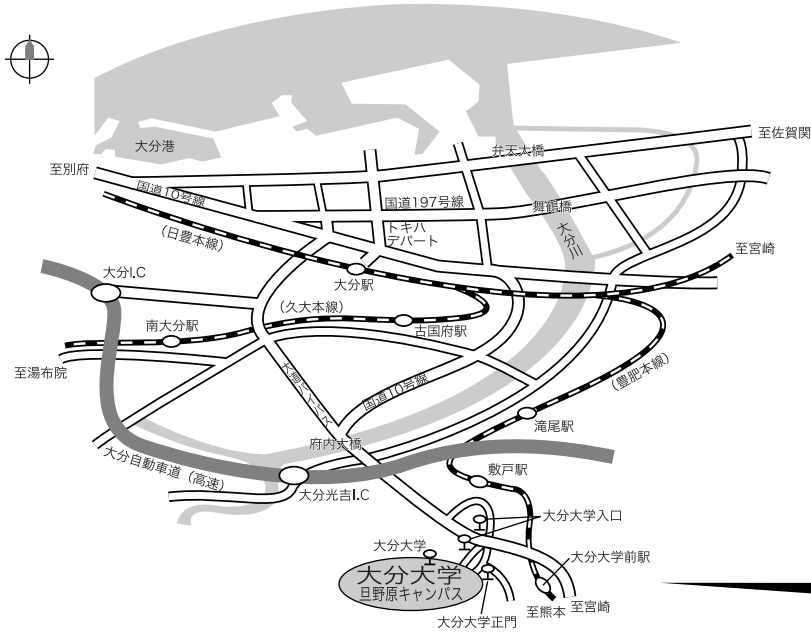 大分港
至別府
国道10号線
(日豊本線)
弁天大橋
至佐賀関
国道197号線
舞鶴橋
トキハ
デパート
大分川
至宮崎
大分I.C
大分駅
(久大本線)
南大分駅
古国府駅
至湯布院
大道バイパス
国道10号線
(豊肥本線)
滝尾駅
府内大橋
大分自動車道(高速)
大分光吉I.C
敷戸駅
大分大学入口
大分大学
大分大学前駅
大分大学
旦野原キャンパス
大分大学正門
至熊本
至宮崎